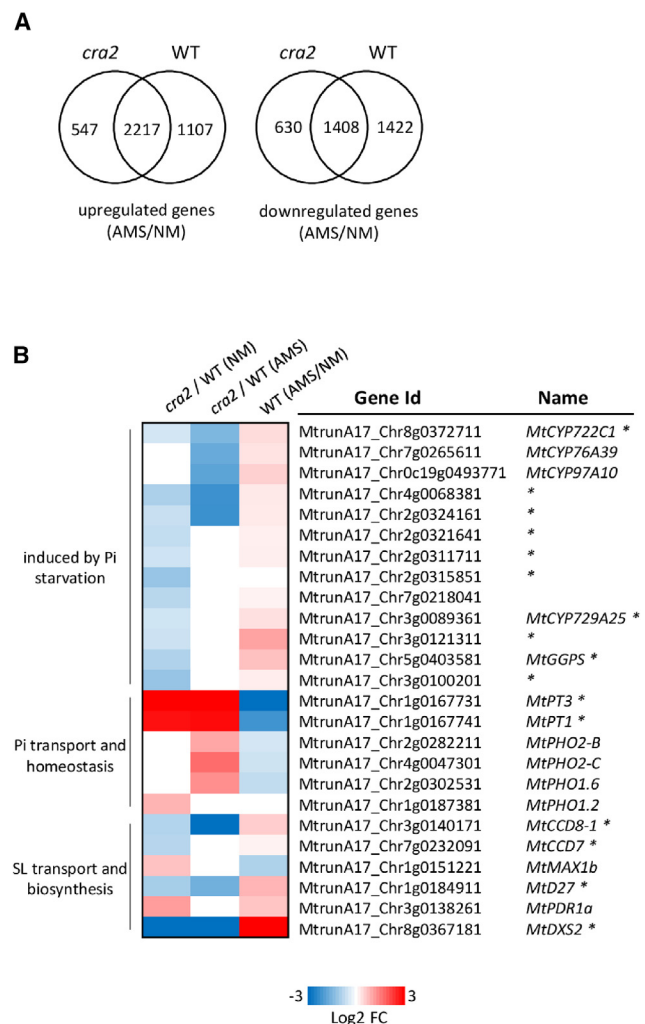 A
cra2 WT cra2 WT
547 2217 1107 630 1408 1422
upregulated genes downregulated genes
(AMS/NM) (AMS/NM)
B
cra2 / WT (NM)
cra2 / WT (AMS)
WT (AMS/NM)
Gene Id Name
MtrunA17_Chr8g0372711 MtCYP722C1 *
MtrunA17_Chr7g0265611 MtCYP76A39
MtrunA17_Chr0c19g0493771 MtCYP97A10
MtrunA17_Chr4g0068381 *
MtrunA17_Chr2g0324161 *
MtrunA17_Chr2g0321641 *
MtrunA17_Chr2g0311711 *
MtrunA17_Chr2g0315851 *
MtrunA17_Chr7g0218041
MtrunA17_Chr3g0089361 MtCYP729A25 *
MtrunA17_Chr3g0121311 *
MtrunA17_Chr5g0403581 MtGGPS *
MtrunA17_Chr3g0100201 *
induced by Pi
starvation
MtrunA17_Chr1g0167731 MtPT3 *
MtrunA17_Chr1g0167741 MtPT1 *
MtrunA17_Chr2g0282211 MtPHO2-B
MtrunA17_Chr4g0047301 MtPHO2-C
MtrunA17_Chr2g0302531 MtPHO1.6
MtrunA17_Chr1g0187381 MtPHO1.2
Pi transport and
homeostasis
MtrunA17_Chr3g0140171 MtCCD8-1 *
MtrunA17_Chr7g0232091 MtCCD7 *
MtrunA17_Chr1g0151221 MtMAX1b
MtrunA17_Chr1g0184911 MtD27 *
MtrunA17_Chr3g0138261 MtPDR1a
MtrunA17_Chr8g0367181 MtDXS2 *
SL transport and
biosynthesis
-3 3
Log2 FC